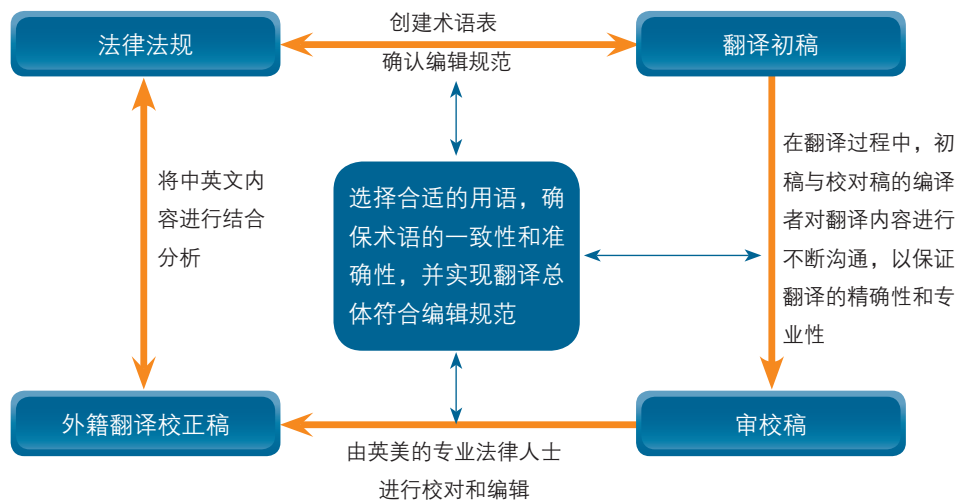 法律法规
创建术语表
确认编辑规范
翻译初稿
将中英文内
容进行结合
分析
选择合适的用语，确
保术语的一致性和准
确性，并实现翻译总
体符合编辑规范
在翻译过程中，初
稿与校对稿的编译
者对翻译内容进行
不断沟通，以保证
翻译的精确性和专
业性
外籍翻译校正稿
由英美的专业法律人士
进行校对和编辑
审校稿